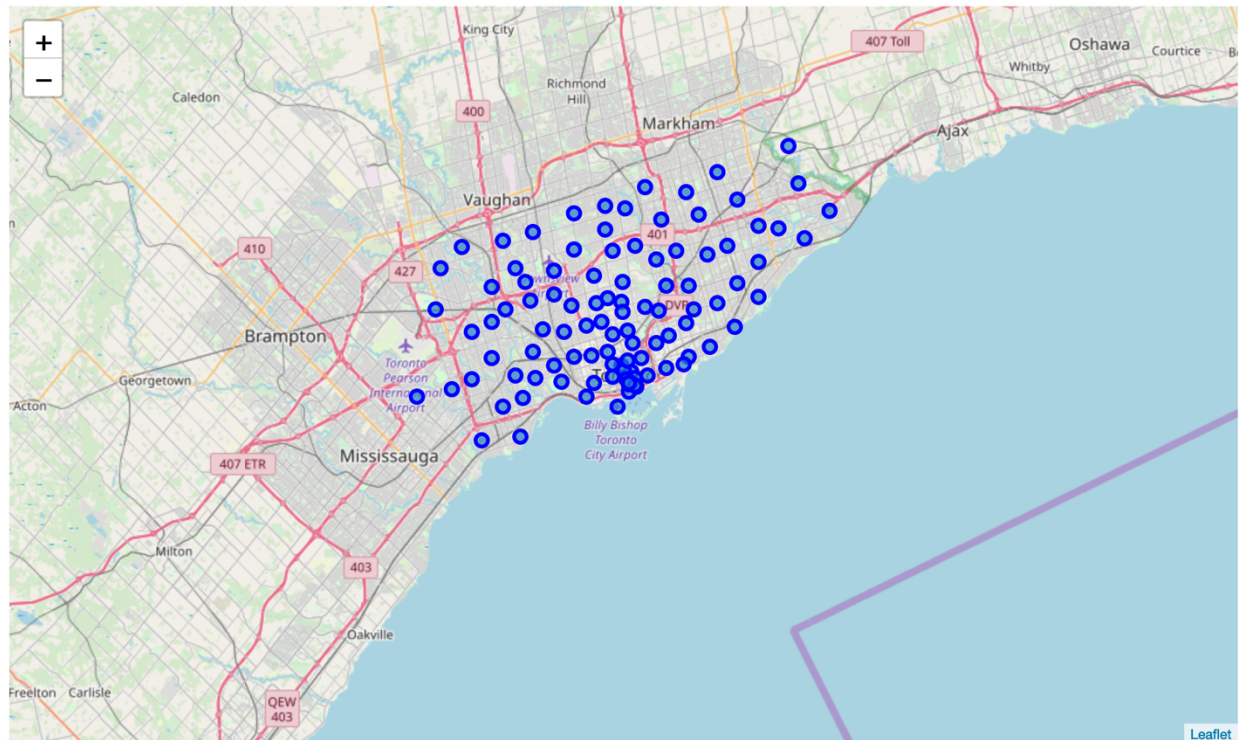 +
−
King City
407 Toll
Oshawa
Courtice
Whitby
Caledon
Richmond
Hill
400
Markham
Ajax
Vaughan
401
410
427
DVP
Brampton
Toronto
Pearson
International
Airport
Georgetown
Acton
Billy Bishop
Toronto
City Airport
407 ETR
Mississauga
Milton
403
Oakville
Freelton
Carlisle
QEW
403
Leaflet